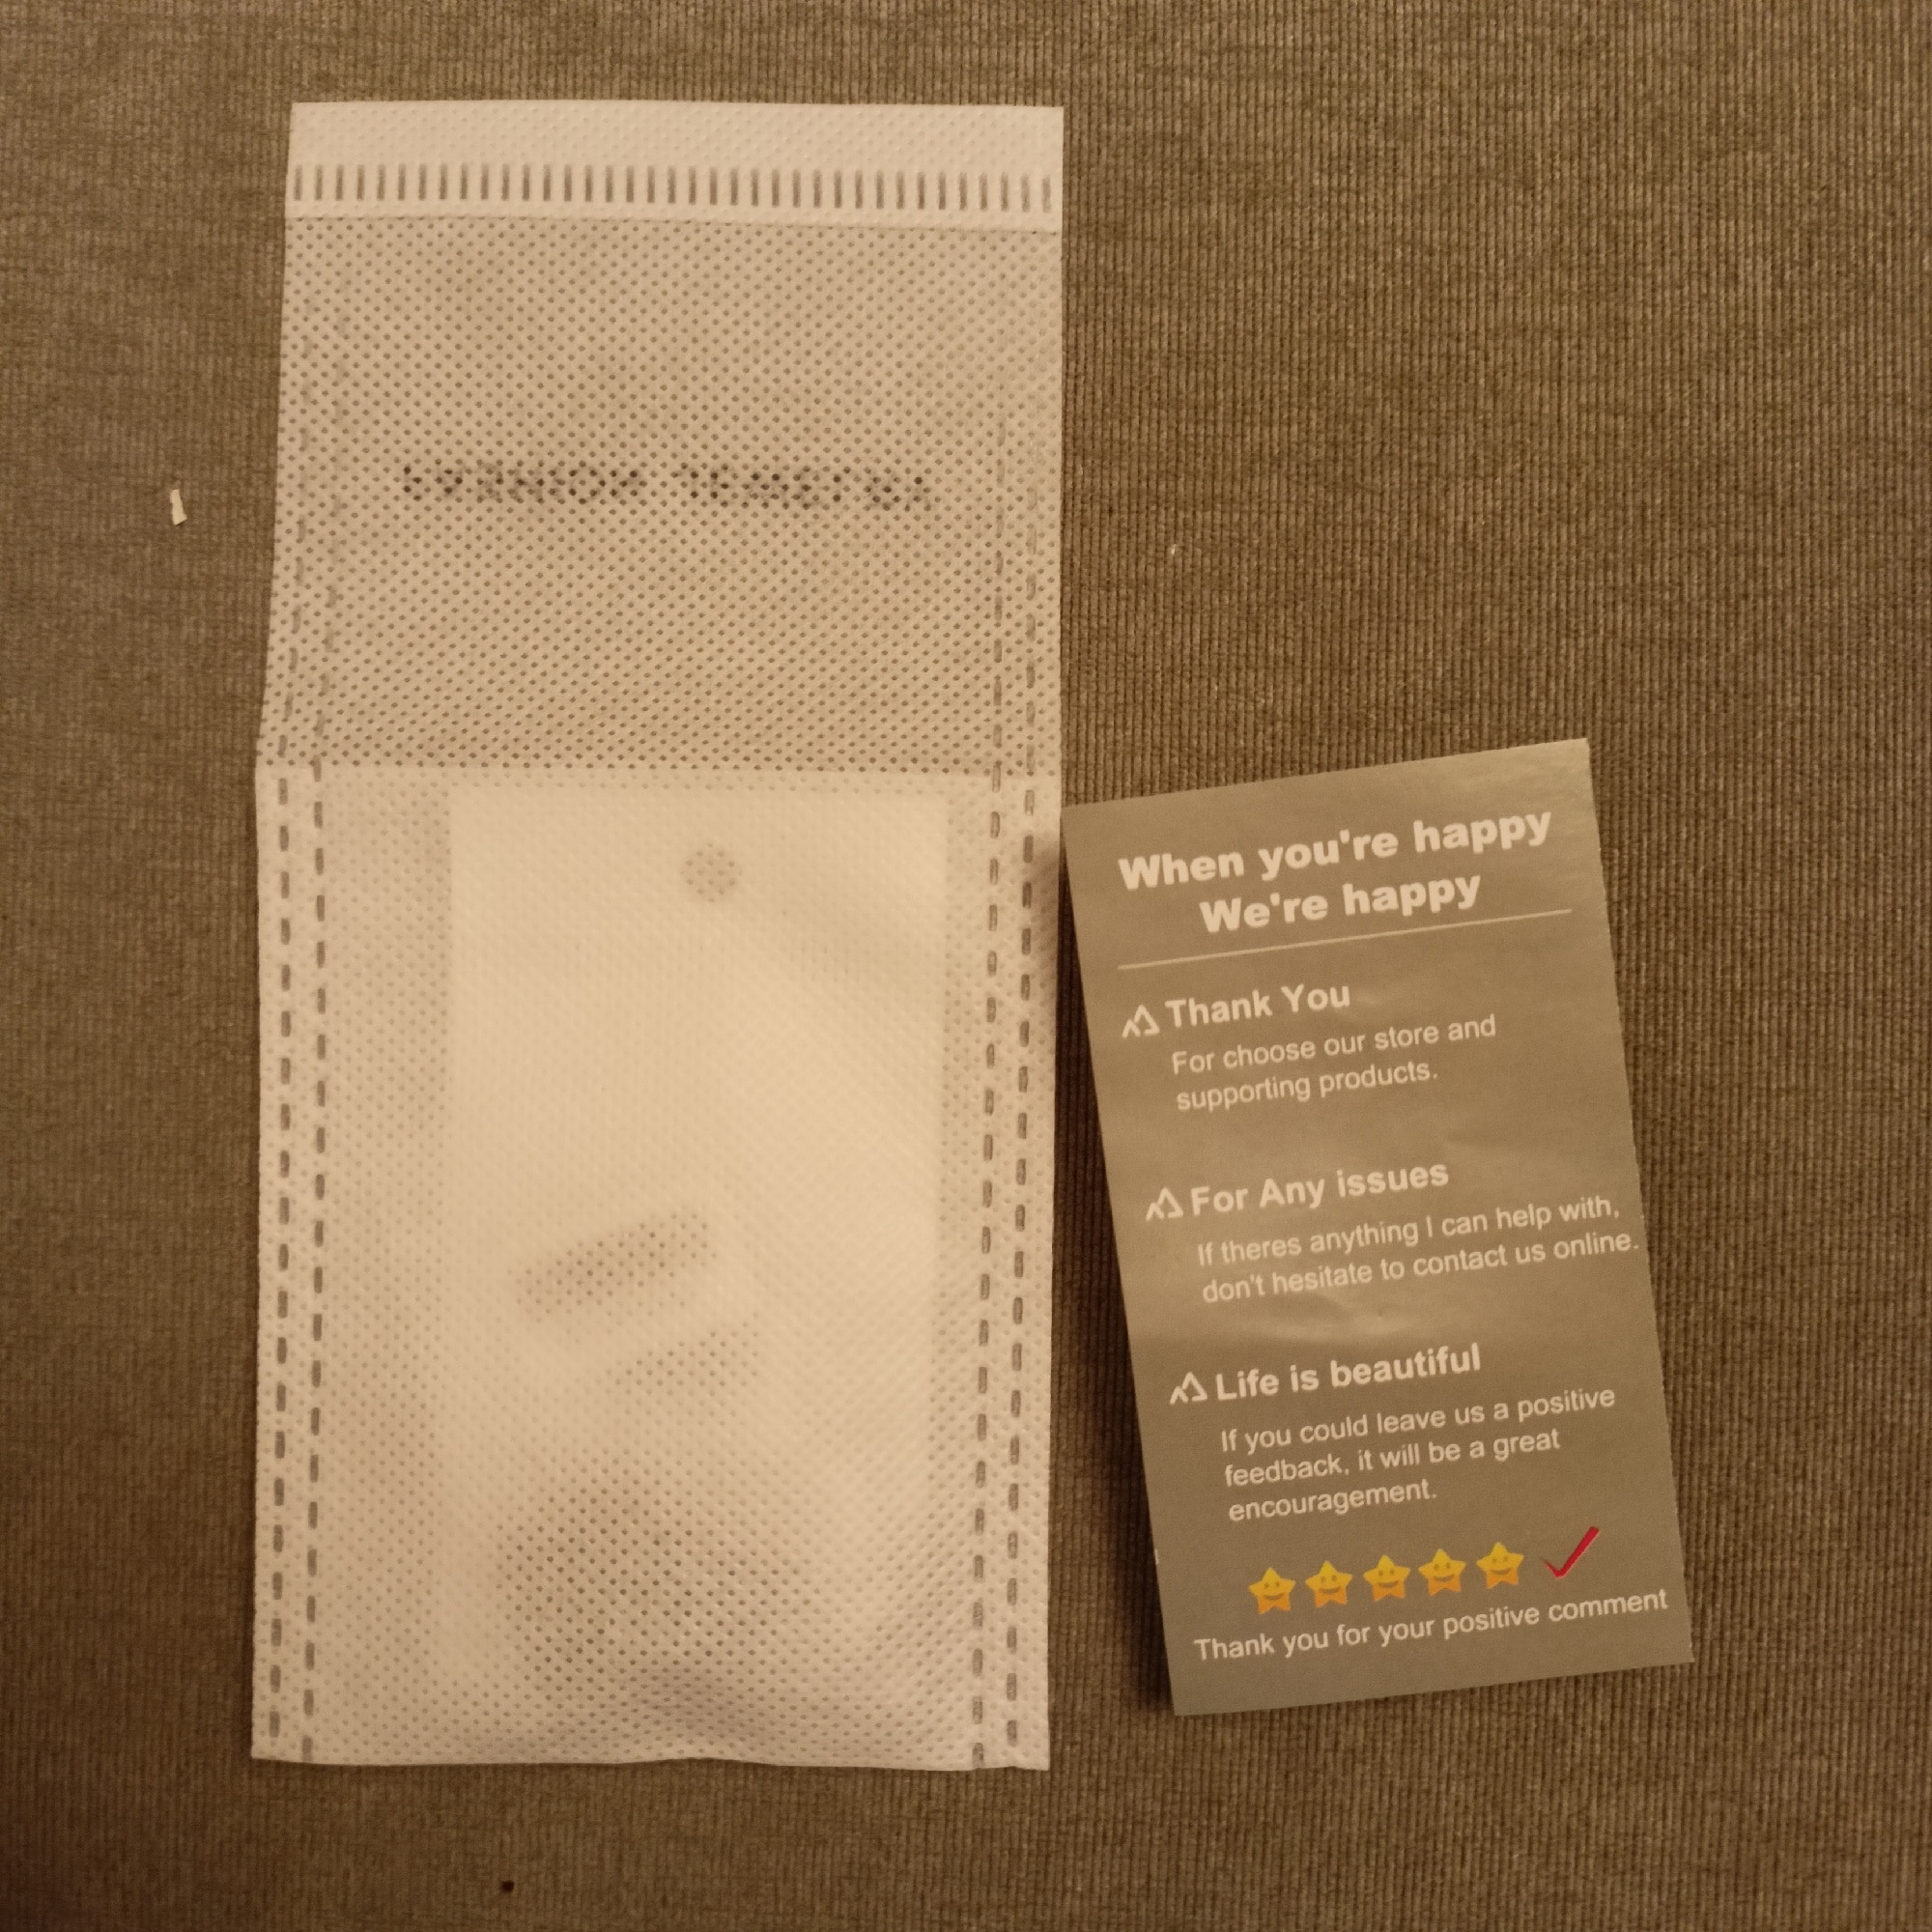 When you're happy
We're happy
Thank You
For choose our store and
supporting products.
For Any issues
If theres anything I can help with,
don't hesitate to contact us online.
Life is beautiful
If you could leave us a positive
feedback, it will be a great
encouragement.
Thank you for your positive comment